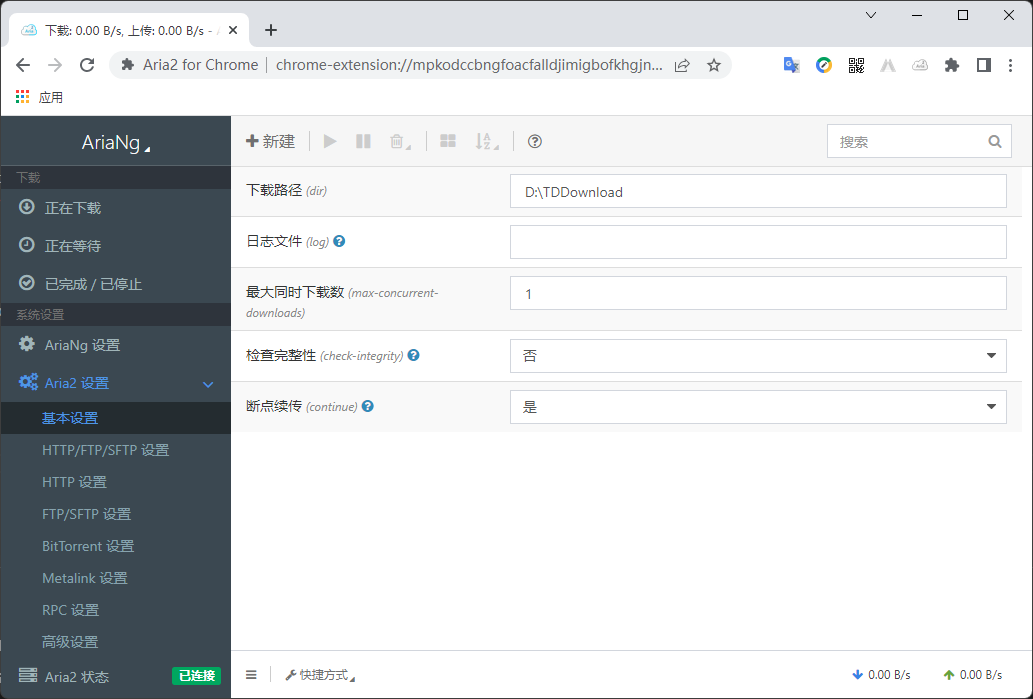 下载: 0.00 B/s, 上传: 0.00 B/s -
Aria2 for Chrome | chrome-extension://mpkodccbngfoacfalldjimigbofkhgjn...
应用
AriaNg
下载
正在下载
正在等待
已完成 / 已停止
系统设置
AriaNg 设置
Aria2 设置
基本设置
HTTP/FTP/SFTP 设置
HTTP 设置
FTP/SFTP 设置
BitTorrent 设置
Metalink 设置
RPC 设置
高级设置
Aria2 状态 已连接
新建
搜索
下载路径 (dir) D:\TDDownload
日志文件 (log)
最大同时下载数 (max-concurrent-
downloads) 1
检查完整性 (check-integrity) 否
断点续传 (continue) 是
快捷方式 0.00 B/s 0.00 B/s